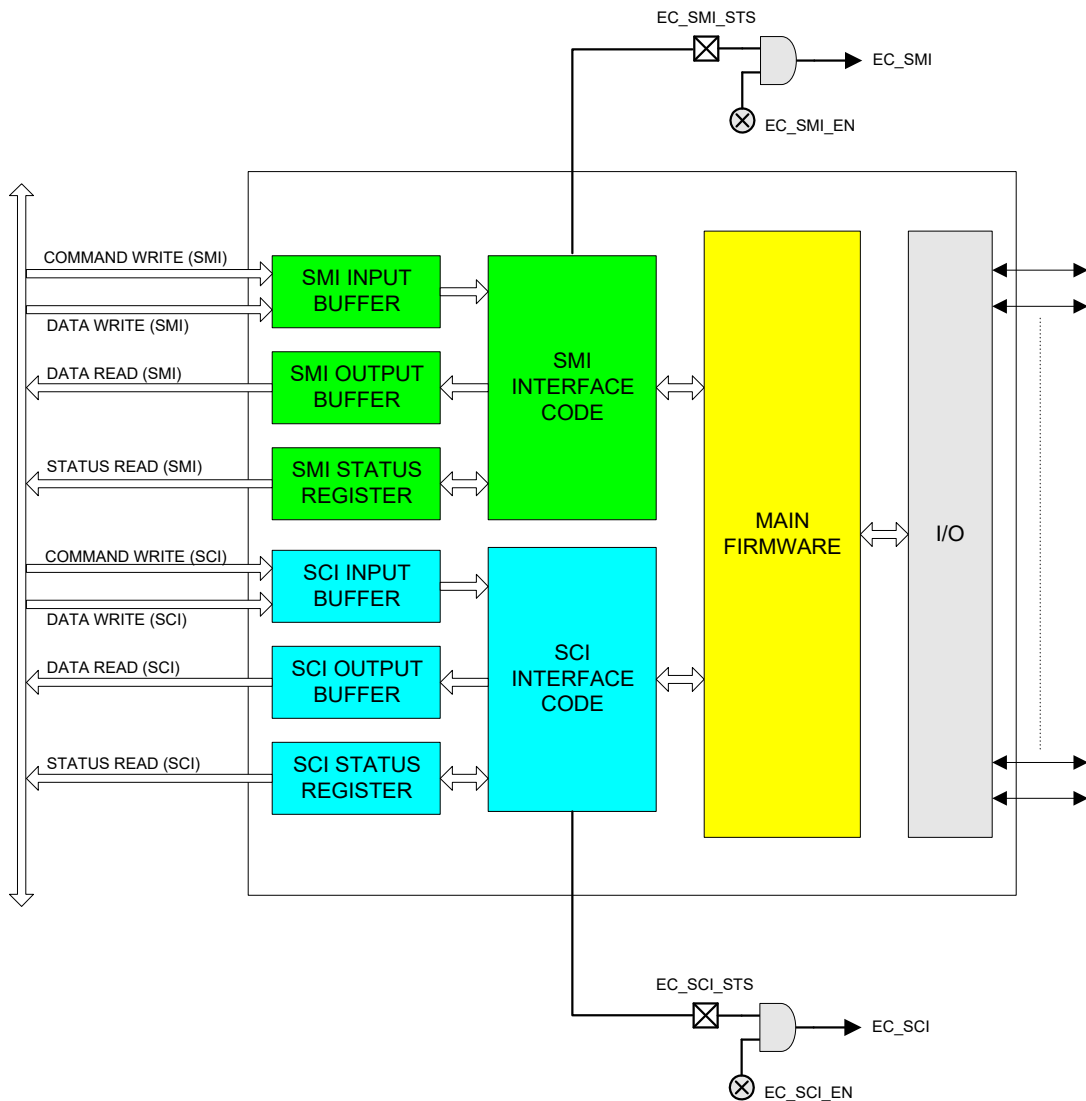 EC_SMI_STS
EC_SMI
EC_SMI_EN
COMMAND WRITE (SMI)
DATA WRITE (SMI)
DATA READ (SMI)
STATUS READ (SMI)
COMMAND WRITE (SCI)
DATA WRITE (SCI)
DATA READ (SCI)
STATUS READ (SCI)
SMI INPUT
BUFFER
SMI OUTPUT
BUFFER
SMI STATUS
REGISTER
SCI INPUT
BUFFER
SCI OUTPUT
BUFFER
SCI STATUS
REGISTER
SMI
INTERFACE
CODE
SCI
INTERFACE
CODE
MAIN
FIRMWARE
I/O
EC_SCI_STS
EC_SCI
EC_SCI_EN